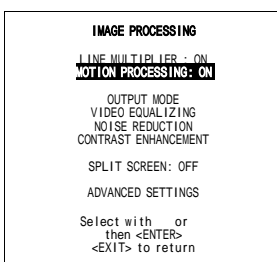 IMAGE PROCESSING
LINE MULTIPLIER : ON
MOTION PROCESSING: ON
OUTPUT MODE
VIDEO EQUALIZING
NOISE REDUCTION
CONTRAST ENHANCEMENT
SPLIT SCREEN: OFF
ADVANCED SETTINGS
Select with or
then <ENTER>
<EXIT> to return